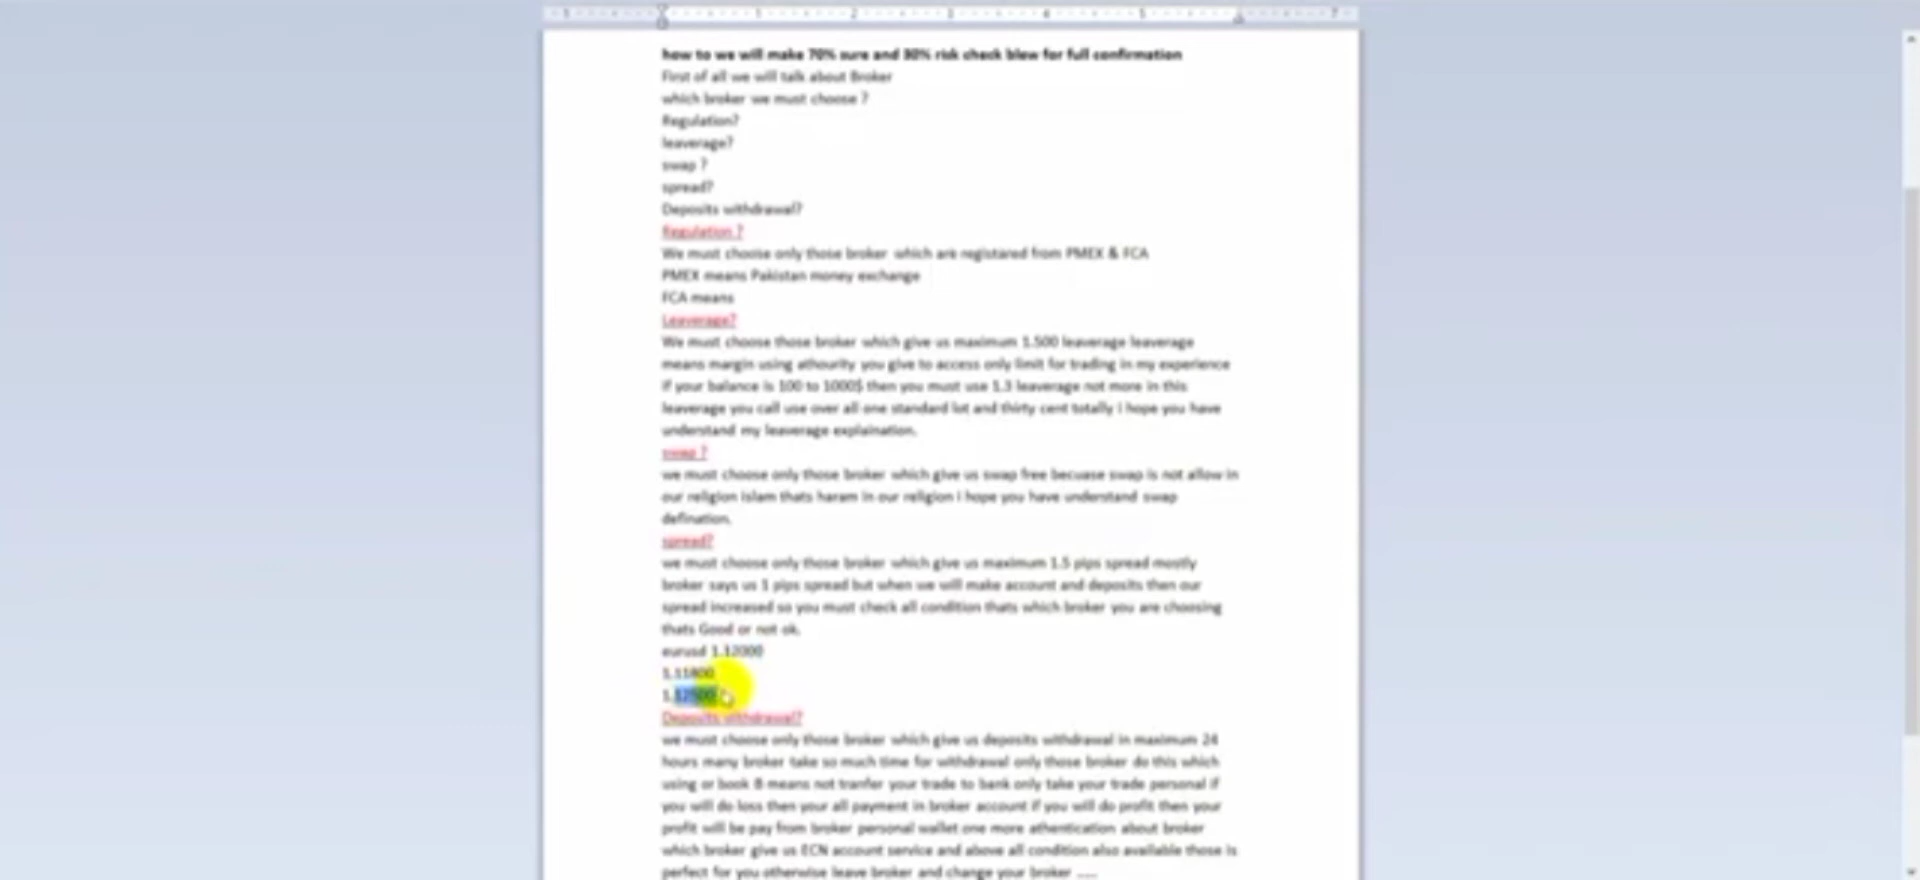 how to we will make 70% sure and 30% risk check blew for full confirmation
First of all we will talk about Broker
which broker we must choose ?
Regulation?
leaverage?
swap ?
spread?
Deposits withdrawal?
Regulation ?
We must choose only those broker which are registared from PMEX & FCA
PMEX means Pakistan money exchange
FCA means
Leaverage?
We must choose those broker which give us maximum 1.500 leaverage leaverage
means margin using athourity you give to access only limit for trading in my experience
if your balance is 100 to 1000$ then you must use 1.3 leaverage not more in this
leaverage you call use over all one standard lot and thirty cent totally i hope you have
understand my leaverage explaination.
swap ?
we must choose only those broker which give us swap free becuase swap is not allow in
our religion islam thats haram in our religion i hope you have understand swap
defination.
spread?
we must choose only those broker which give us maximum 1.5 pips spread mostly
broker says us 1 pips spread but when we will make account and deposits then our
spread increased so you must check all condition thats which broker you are choosing
thats Good or not ok.
eurusd 1.12000
1.11800
1.12500
Deposits withdrawal?
we must choose only those broker which give us deposits withdrawal in maximum 24
hours many broker take so much time for withdrawal only those broker do this which
using or book B means not tranfer your trade to bank only take your trade personal if
you will do loss then your all payment in broker account if you will do profit then your
profit will be pay from broker personal wallet one more athentication about broker
which broker give us ECN account service and above all condition also available those is
perfect for you otherwise leave broker and change your broker .....